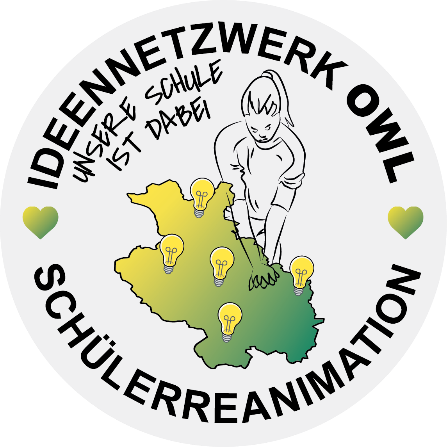 IDEENNETZWERK OWL
UNSERE SCHULE
IST DABEI
SCHÜLERREANIMATION